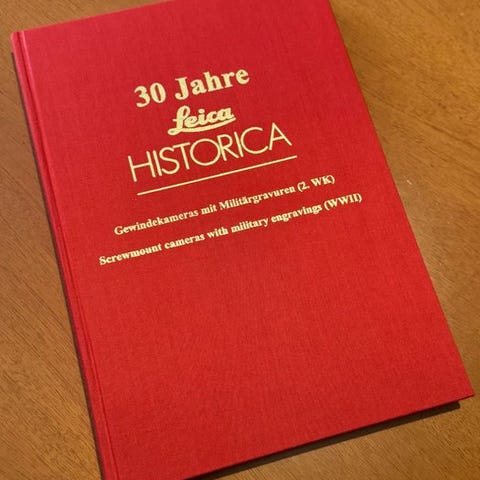 30 Jahre
Leica
HISTORICA
Gewindekameras mit Militärgravuren (2. WK)
Screwmount cameras with military engravings (WWII)